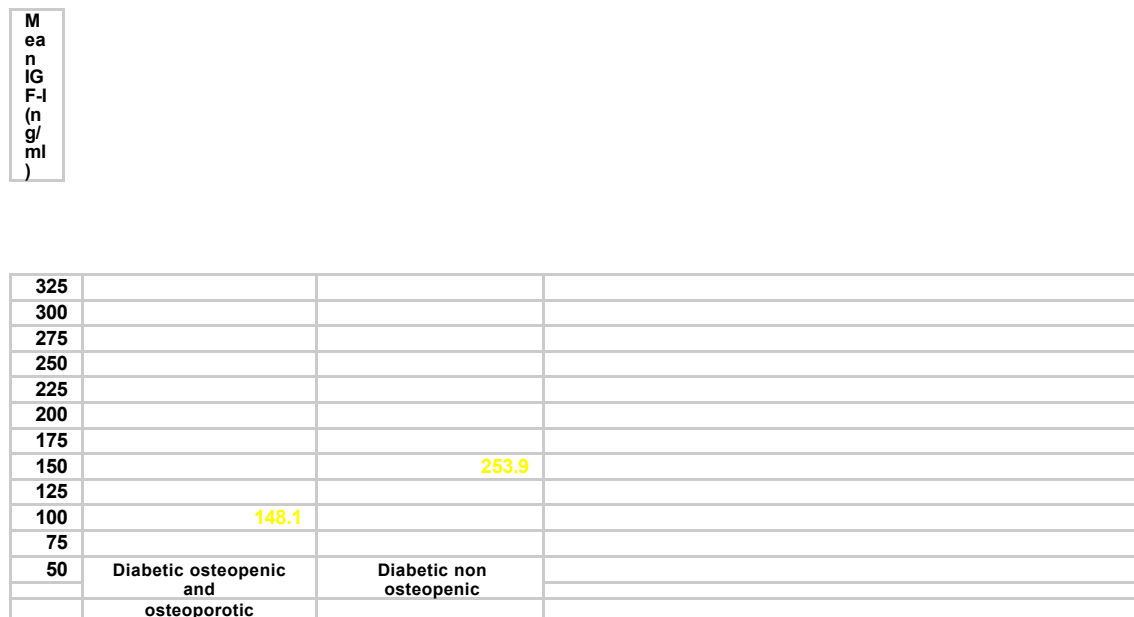 M
ea
n
IG
F-I
(n
g/
ml
)
325
300
275
250
225
200
175
150 253.9
125
100 148.1
75
50 Diabetic osteopenic Diabetic non
and osteopenic
osteoporotic